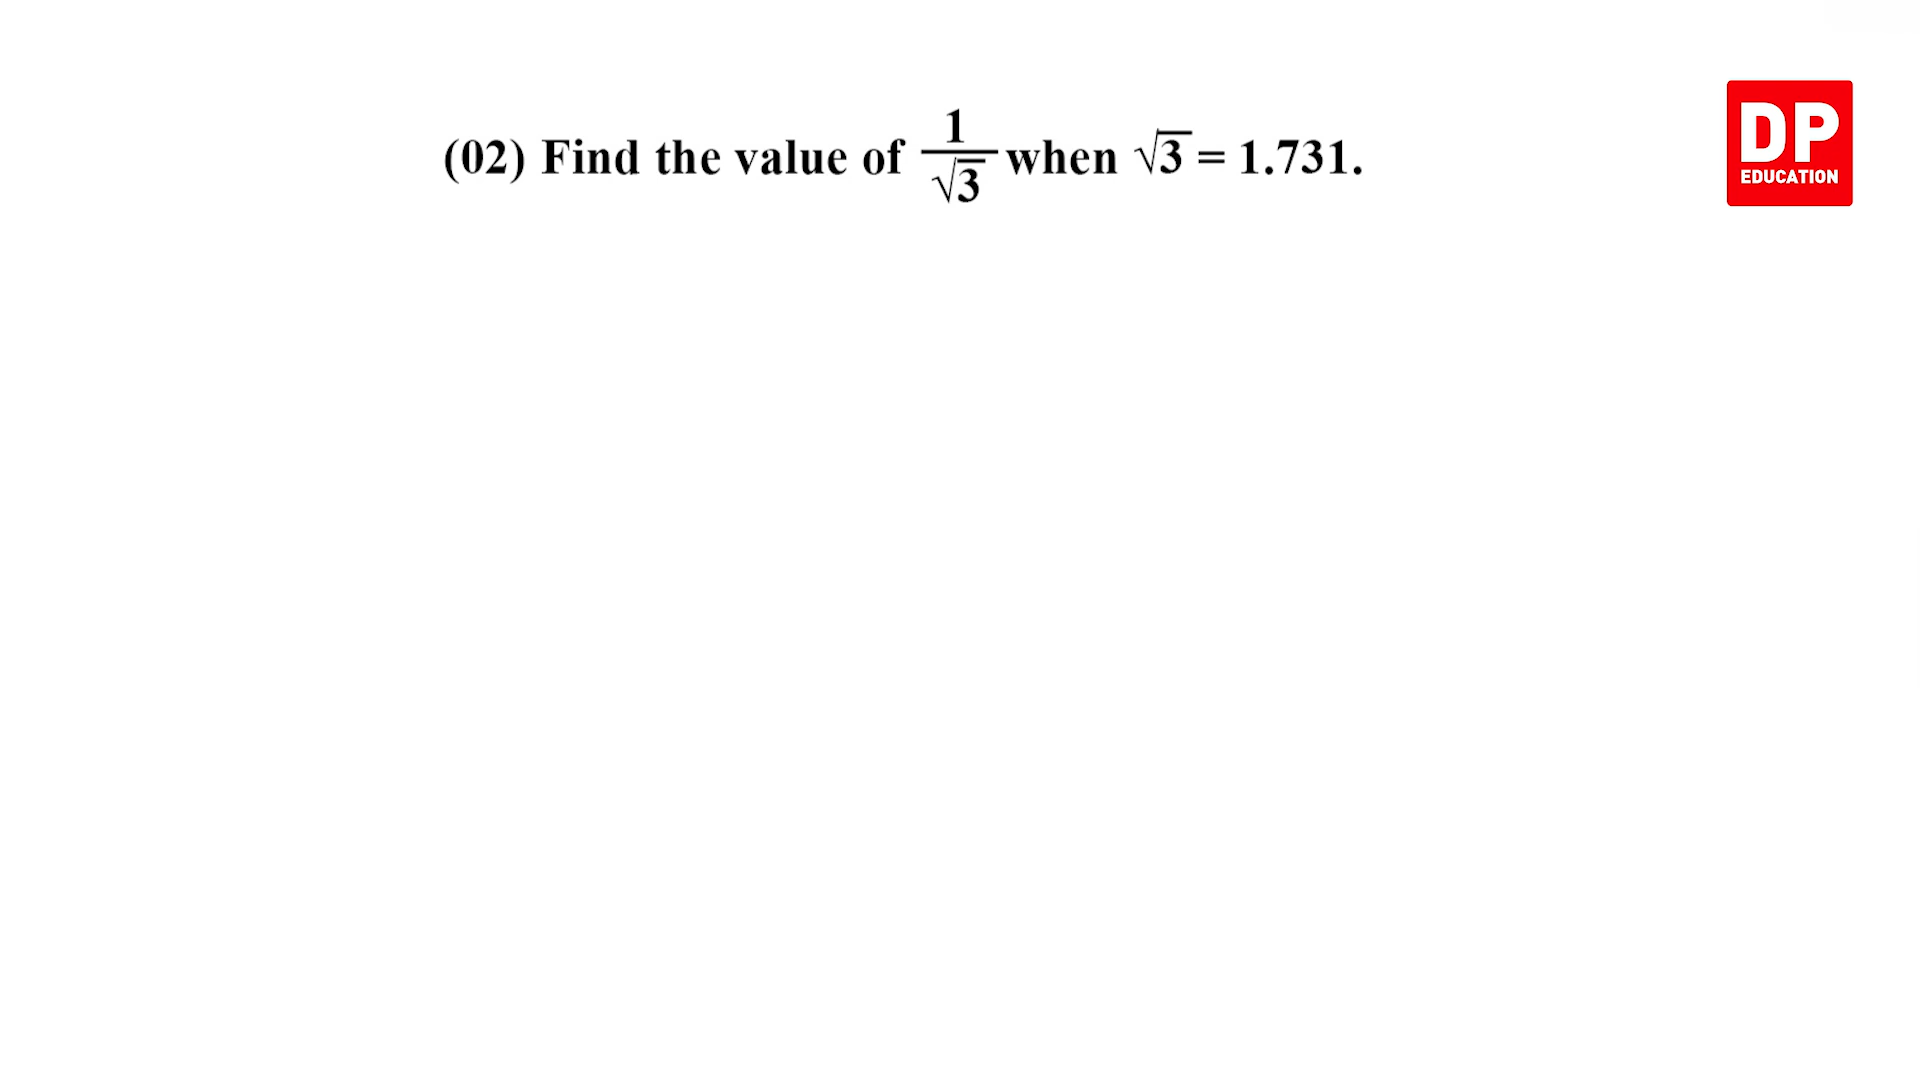 (02) Find the value of 1/√3 when √3 = 1.731.
DP
EDUCATION